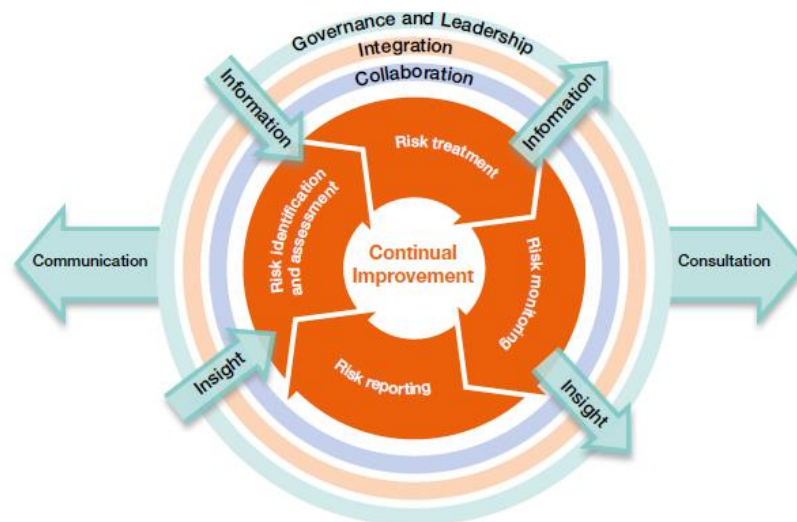 Governance and Leadership
Integration
Collaboration
Information
Information
Risk treatment
Risk identification
and assessment
Continual
Improvement
Risk monitoring
Communication
Consultation
Insight
Risk reporting
Insight